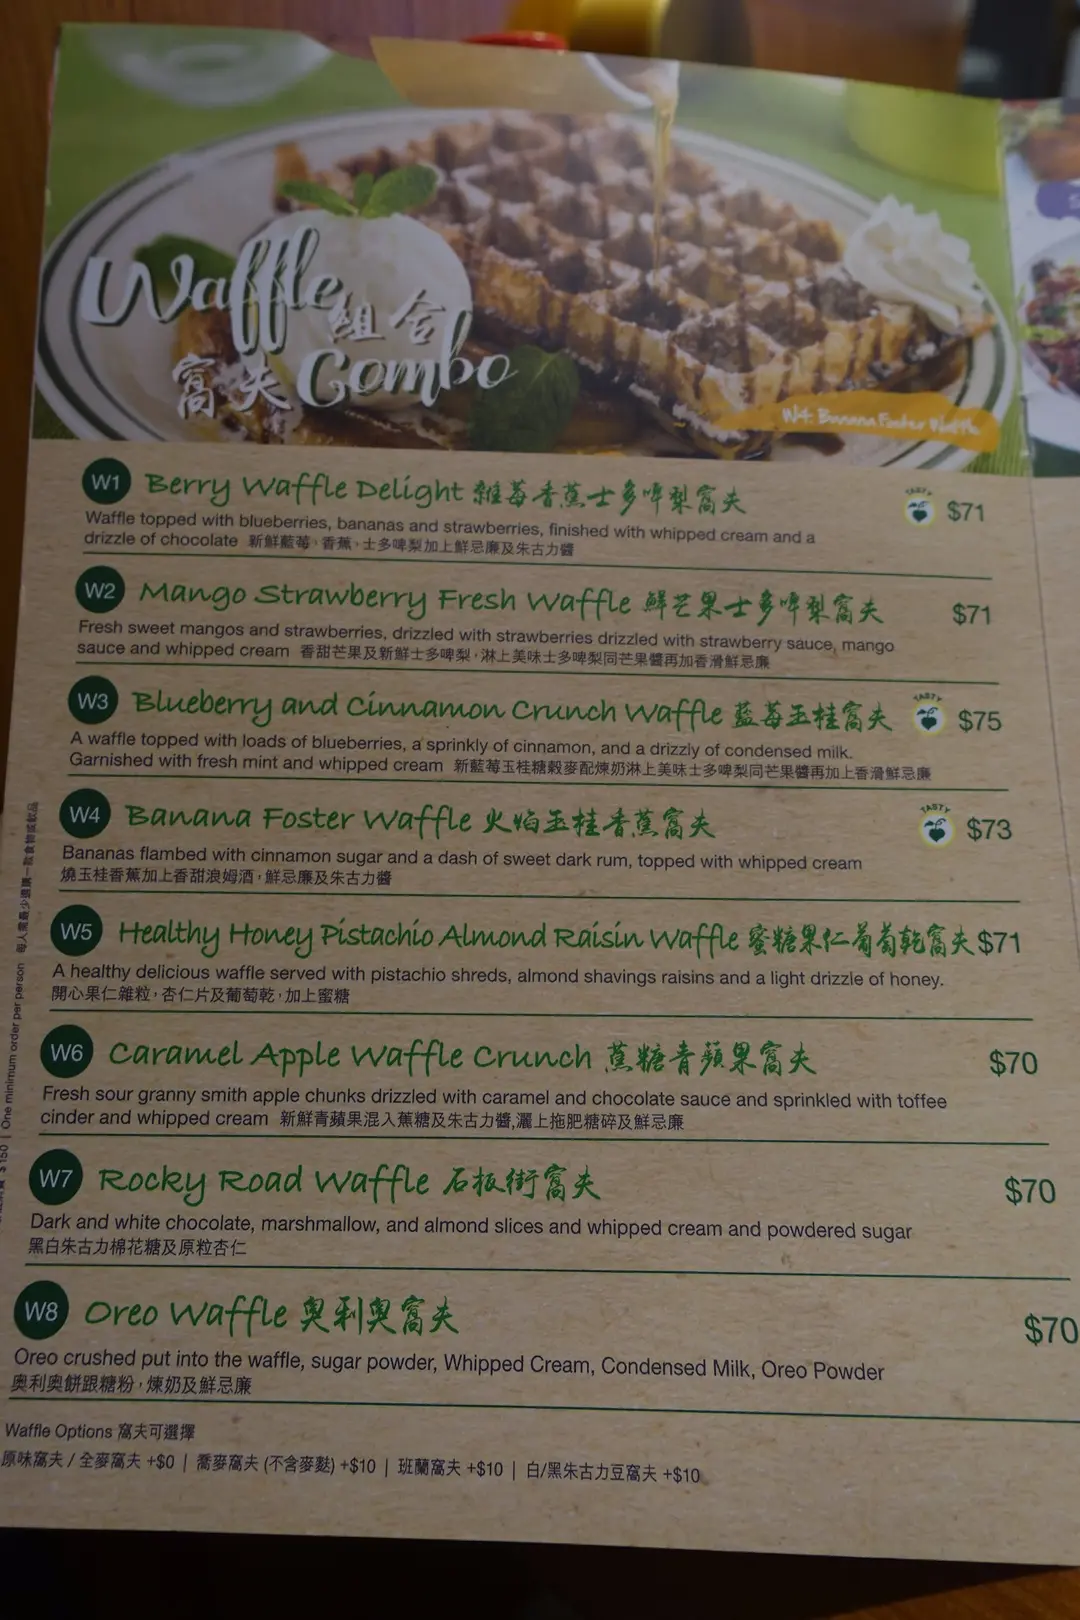 Waffle 組合
窩夫 Combo
W4: Banana Foster Waffle
W1 Berry Waffle Delight 雜莓香蕉士多啤梨窩夫 TASTY $71
Waffle topped with blueberries, bananas and strawberries, finished with whipped cream and a
drizzle of chocolate 新鮮藍莓，香蕉，士多啤梨加上鮮忌廉及朱古力醬
W2 Mango Strawberry Fresh Waffle 鮮芒果士多啤梨窩夫 $71
Fresh sweet mangos and strawberries, drizzled with strawberries drizzled with strawberry sauce, mango
sauce and whipped cream 香甜芒果及新鮮士多啤梨，淋上美味士多啤梨同芒果醬再加香滑鮮忌廉
W3 Blueberry and Cinnamon Crunch Waffle 藍莓玉桂窩夫 TASTY $75
A waffle topped with loads of blueberries, a sprinkly of cinnamon, and a drizzly of condensed milk.
Garnished with fresh mint and whipped cream 新藍莓玉桂糖穀麥配煉奶淋上美味士多啤梨同芒果醬再加上香滑鮮忌廉
W4 Banana Foster Waffle 火焰玉桂香蕉窩夫 TASTY $73
Bananas flambed with cinnamon sugar and a dash of sweet dark rum, topped with whipped cream
燒玉桂香蕉加上香甜浪姆酒，鮮忌廉及朱古力醬
W5 Healthy Honey Pistachio Almond Raisin Waffle 蜜糖果仁葡萄乾窩夫 $71
A healthy delicious waffle served with pistachio shreds, almond shavings raisins and a light drizzle of honey.
開心果仁雜粒，杏仁片及葡萄乾，加上蜜糖
W6 Caramel Apple Waffle Crunch 蕉糖青蘋果窩夫 $70
Fresh sour granny smith apple chunks drizzled with caramel and chocolate sauce and sprinkled with toffee
cinder and whipped cream 新鮮青蘋果混入蕉糖及朱古力醬,灑上拖肥糖碎及鮮忌廉
W7 Rocky Road Waffle 石板街窩夫 $70
Dark and white chocolate, marshmallow, and almond slices and whipped cream and powdered sugar
黑白朱古力棉花糖及原粒杏仁
W8 Oreo Waffle 奧利奧窩夫 $70
Oreo crushed put into the waffle, sugar powder, Whipped Cream, Condensed Milk, Oreo Powder
奧利奧餅跟糖粉，煉奶及鮮忌廉
Waffle Options 窩夫可選擇
原味窩夫 / 全麥窩夫 +$0 | 喬麥窩夫 (不含麥麩) +$10 | 班蘭窩夫 +$10 | 白/黑朱古力豆窩夫 +$10
$150 | One minimum order per person 每人需最少選購一款食物或飲品